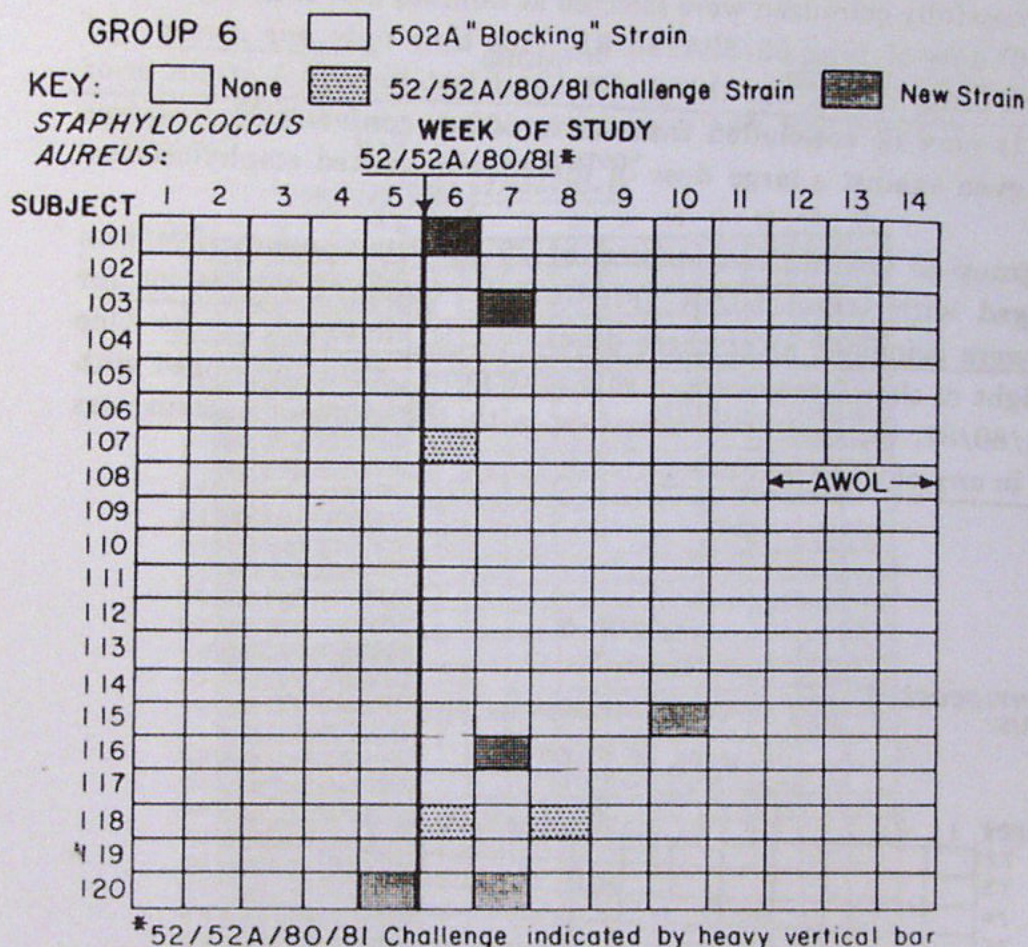 GROUP 6 502A "Blocking" Strain
KEY: None 52/52A/80/81 Challenge Strain New Strain
STAPHYLOCOCCUS AUREUS:
WEEK OF STUDY
52/52A/80/81*
SUBJECT 1 2 3 4 5 6 7 8 9 10 11 12 13 14
101
102
103
104
105
106
107
108 AWOL
109
110
111
112
113
114
115
116
117
118
119
120
*52/52A/80/81 Challenge indicated by heavy vertical bar